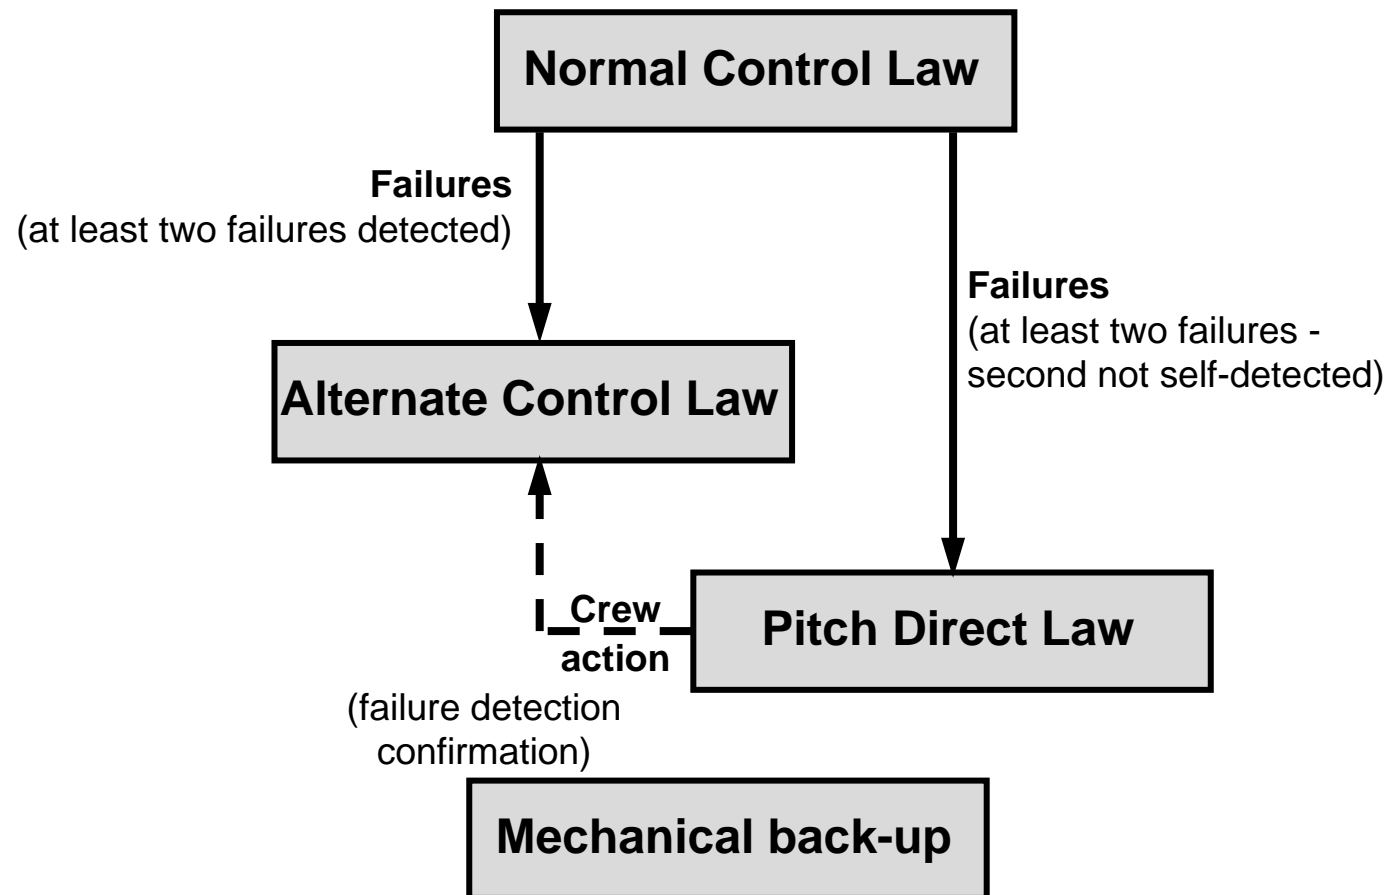 Normal Control Law
Failures
(at least two failures detected)
Failures
(at least two failures -
second not self-detected)
Alternate Control Law
Crew
action
(failure detection
confirmation)
Pitch Direct Law
Mechanical back-up